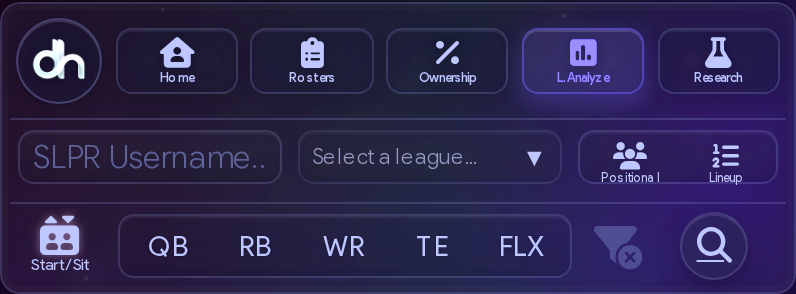 dh
Home Rosters Ownership L.Analyze Research
SLPR Username.. Select a league... ▼ Positional Lineup
Start/Sit QB RB WR TE FLX